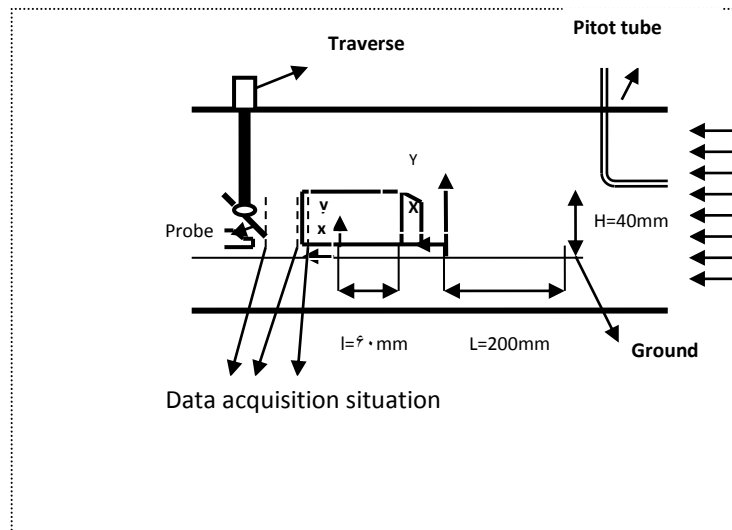 Pitot tube
Traverse
Y
y
X
x
Probe
H=40mm
l=۶۰mm
L=200mm
Ground
Data acquisition situation